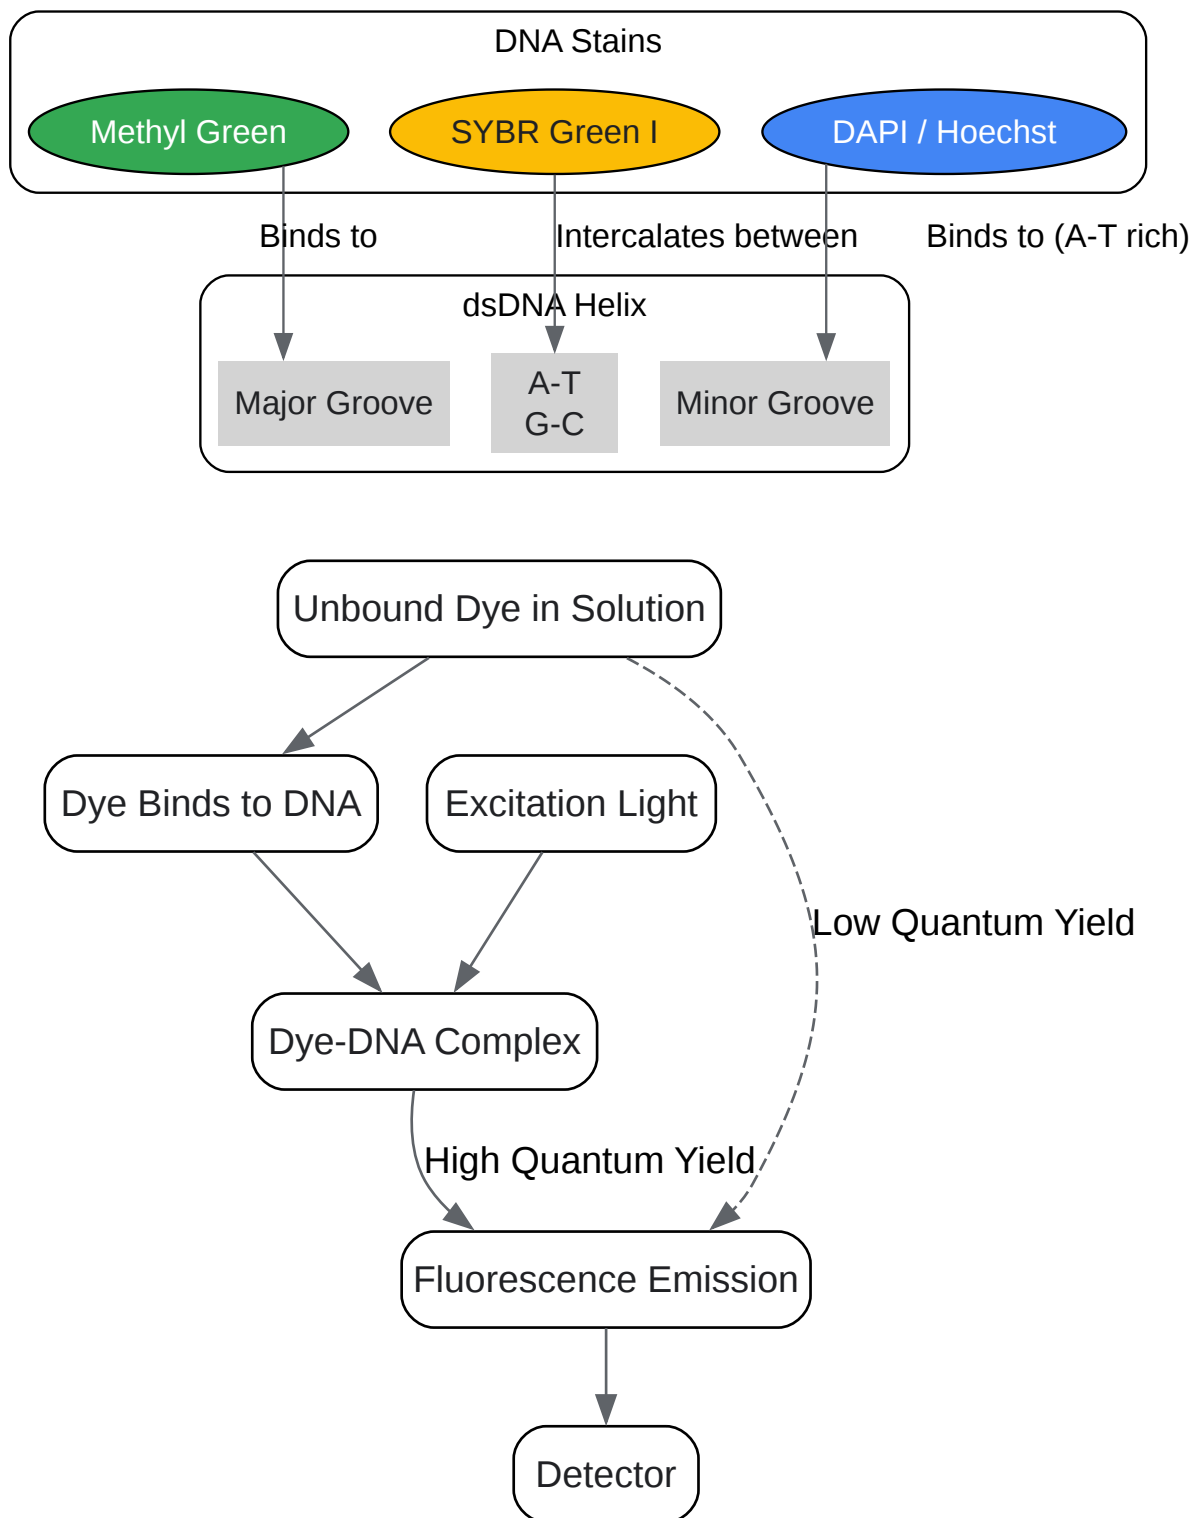 DNA Stains
Methyl Green
SYBR Green I
DAPI / Hoechst
Binds to
Intercalates between
Binds to (A-T rich)
dsDNA Helix
Major Groove
A-T
G-C
Minor Groove
Unbound Dye in Solution
Dye Binds to DNA
Excitation Light
Low Quantum Yield
Dye-DNA Complex
High Quantum Yield
Fluorescence Emission
Detector